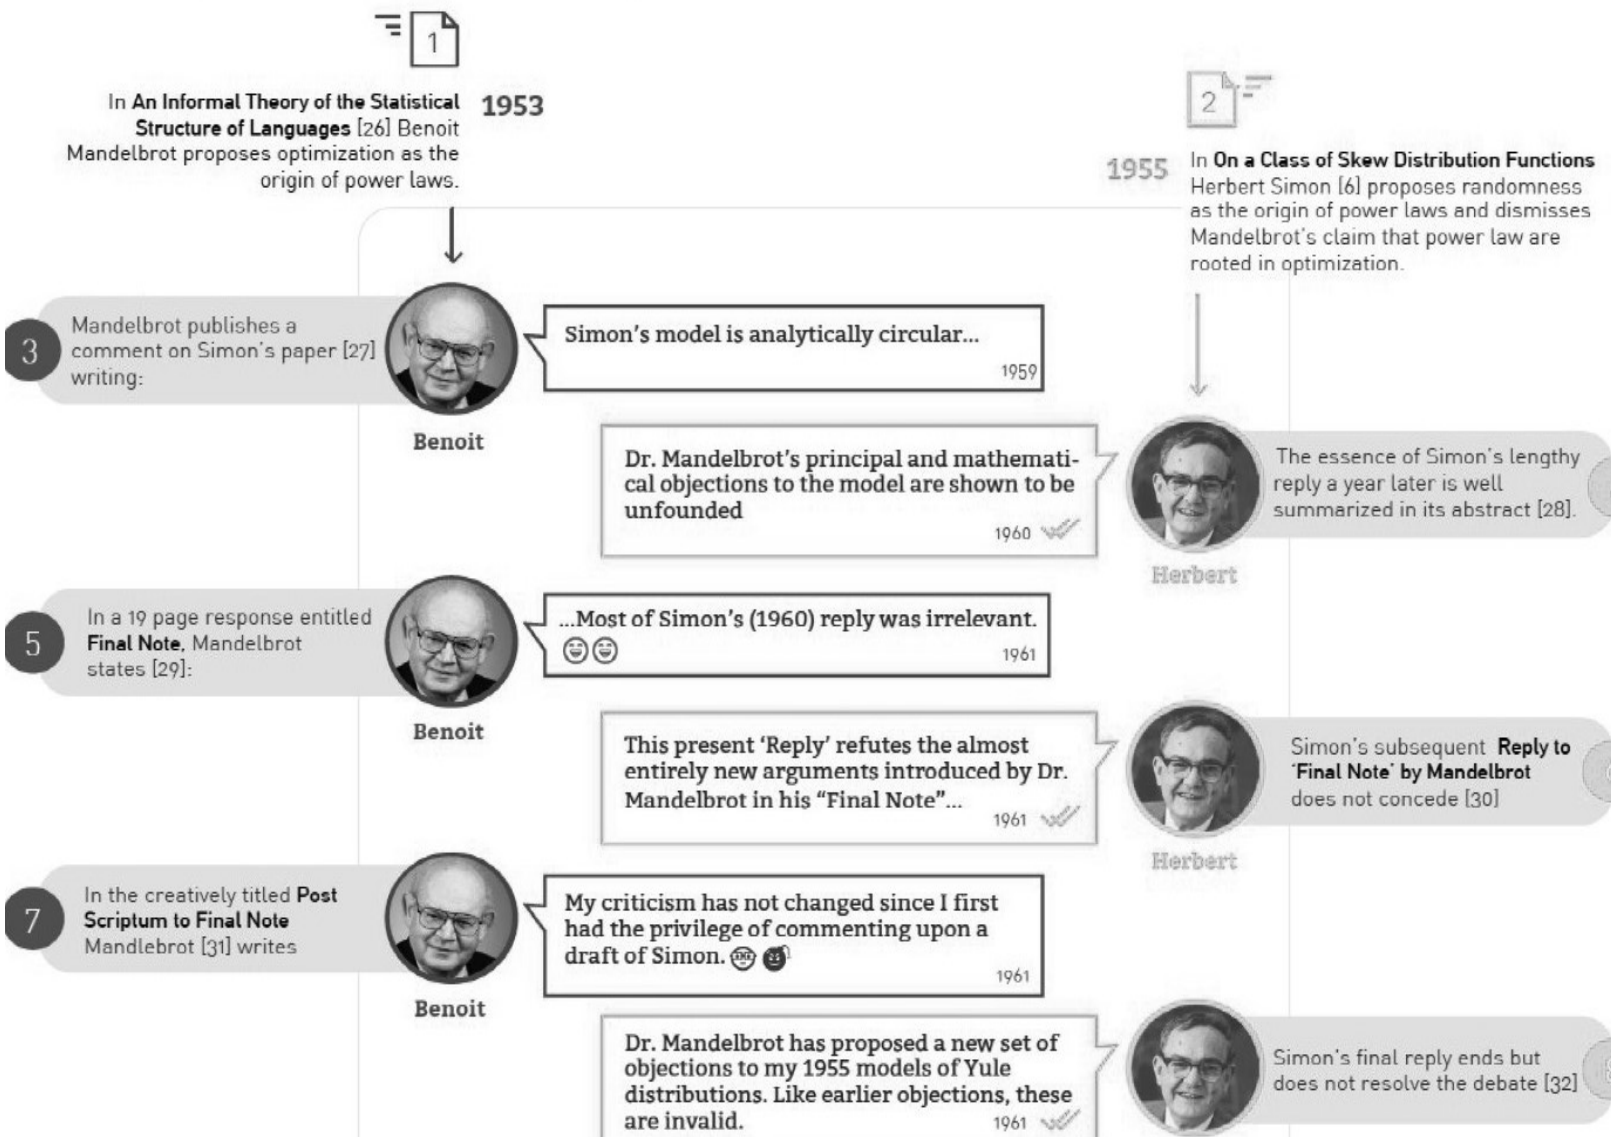 1
In An Informal Theory of the Statistical
Structure of Languages [26] Benoit
Mandelbrot proposes optimization as the
origin of power laws.
1953
2
1955
In On a Class of Skew Distribution Functions
Herbert Simon [6] proposes randomness
as the origin of power laws and dismisses
Mandelbrot's claim that power law are
rooted in optimization.
3
Mandelbrot publishes a
comment on Simon's paper [27]
writing:
Benoit
Simon's model is analytically circular...
1959
Dr. Mandelbrot's principal and mathemati-
cal objections to the model are shown to be
unfounded
1960
Herbert
The essence of Simon's lengthy
reply a year later is well
summarized in its abstract [28].
5
In a 19 page response entitled
Final Note, Mandelbrot
states [29]:
Benoit
...Most of Simon's (1960) reply was irrelevant.
1961
This present 'Reply' refutes the almost
entirely new arguments introduced by Dr.
Mandelbrot in his "Final Note"...
1961
Herbert
Simon's subsequent Reply to
'Final Note' by Mandelbrot
does not concede [30]
7
In the creatively titled Post
Scriptum to Final Note
Mandlebrot [31] writes
Benoit
My criticism has not changed since I first
had the privilege of commenting upon a
draft of Simon.
1961
Dr. Mandelbrot has proposed a new set of
objections to my 1955 models of Yule
distributions. Like earlier objections, these
are invalid.
1961
Simon's final reply ends but
does not resolve the debate [32]